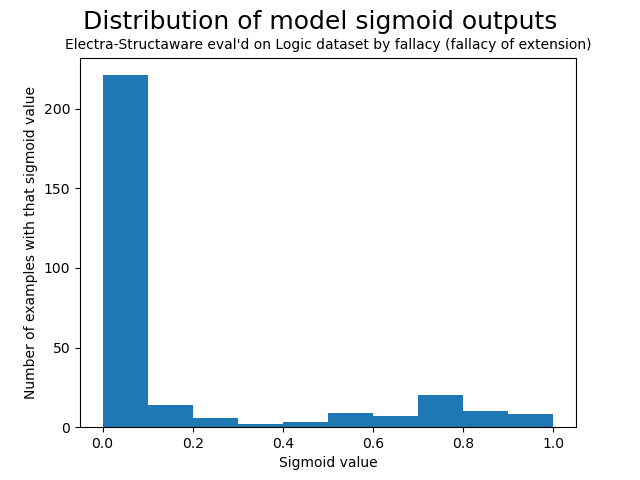 Distribution of model sigmoid outputs
Electra-Structaware eval'd on Logic dataset by fallacy (fallacy of extension)
Number of examples with that sigmoid value
200
150
100
50
0
0.0 0.2 0.4 0.6 0.8 1.0
Sigmoid value